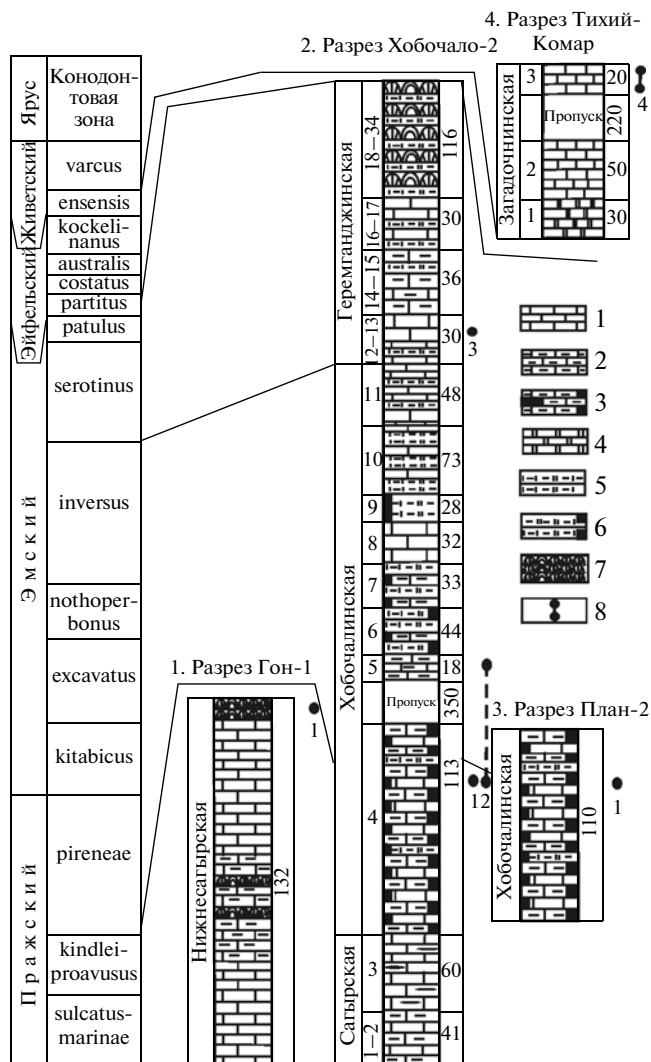 4. Разрез Тихий-
Комар
2. Разрез Хобочало-2
Ярус
Конодон-
товая
зона
Живетский
Эйфельский
Эмский
Пражский
varcus
ensensis
kockeli-
nanus
australis
costatus
partitus
patulus
serotinus
inversus
nothoper-
bonus
excavatus
kitabicus
pireneae
kindlei-
proavusus
sulcatus-
marinae
1. Разрез Гон-1
Нижнесагырская
132
1
Геремганджинская
18–34
116
16–17
30
14–15
36
12–13
30
3
Хобочалинская
11
48
10
73
9
28
8
32
7
33
6
44
5
18
Пропуск
350
4
113
12
Сагырская
3
60
1–2
41
Загадочнинская
3
20
4
Пропуск
220
2
50
1
30
1
2
3
4
5
6
7
8
3. Разрез План-2
Хобочалинская
110
1